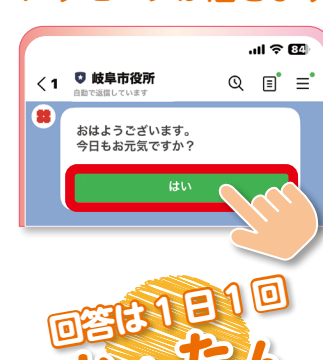 84
1
岐阜市役所
自動で返信しています
おはようございます。
今日もお元気ですか？
はい
回答は1日1回